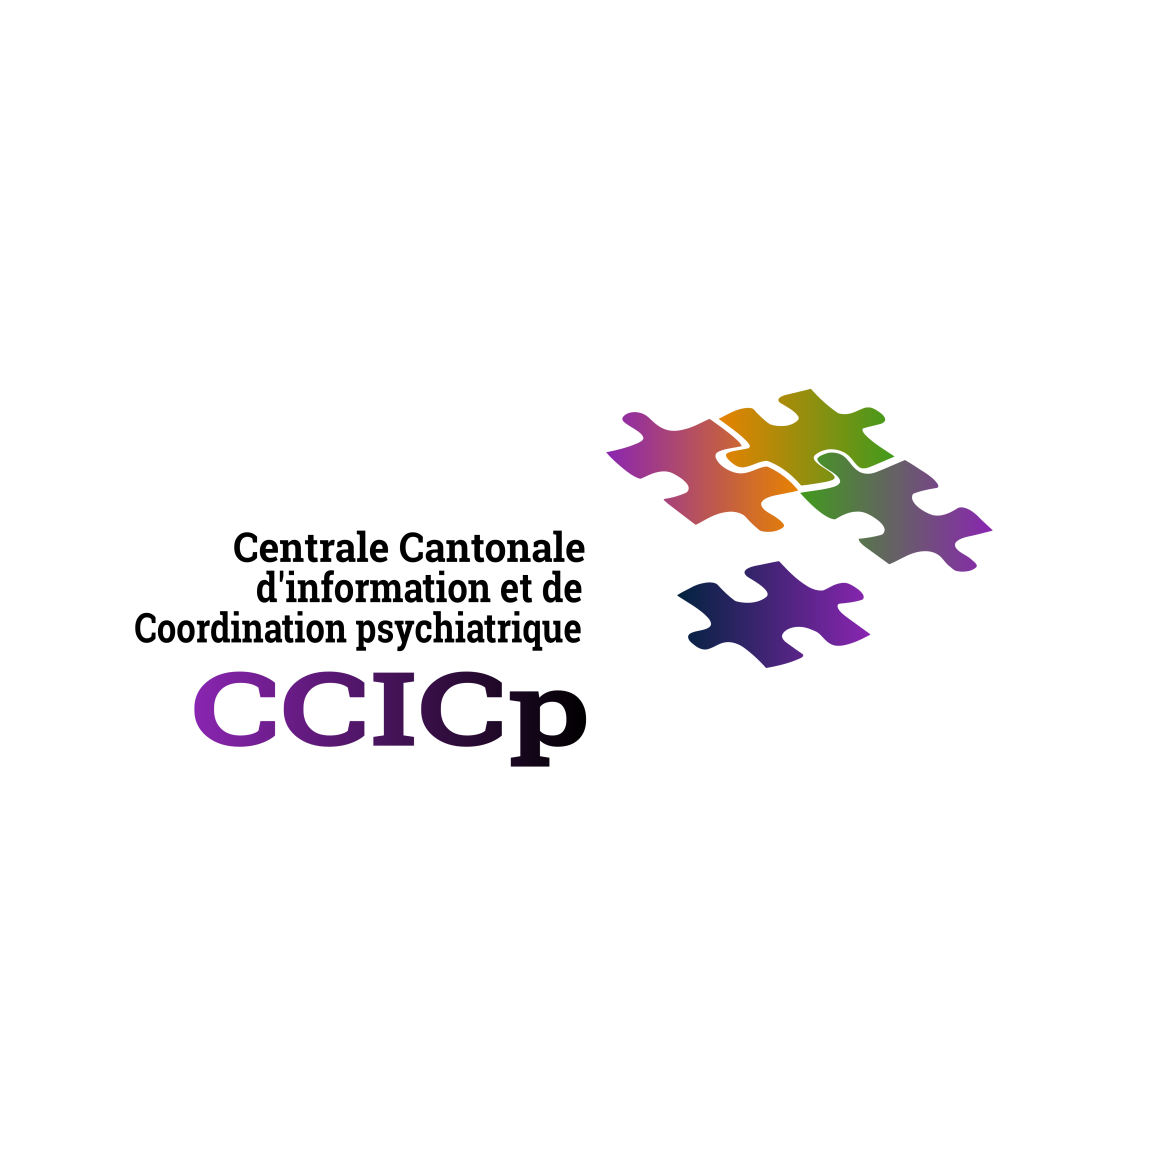 Centrale Cantonale
d'information et de
Coordination psychiatrique
CCICp